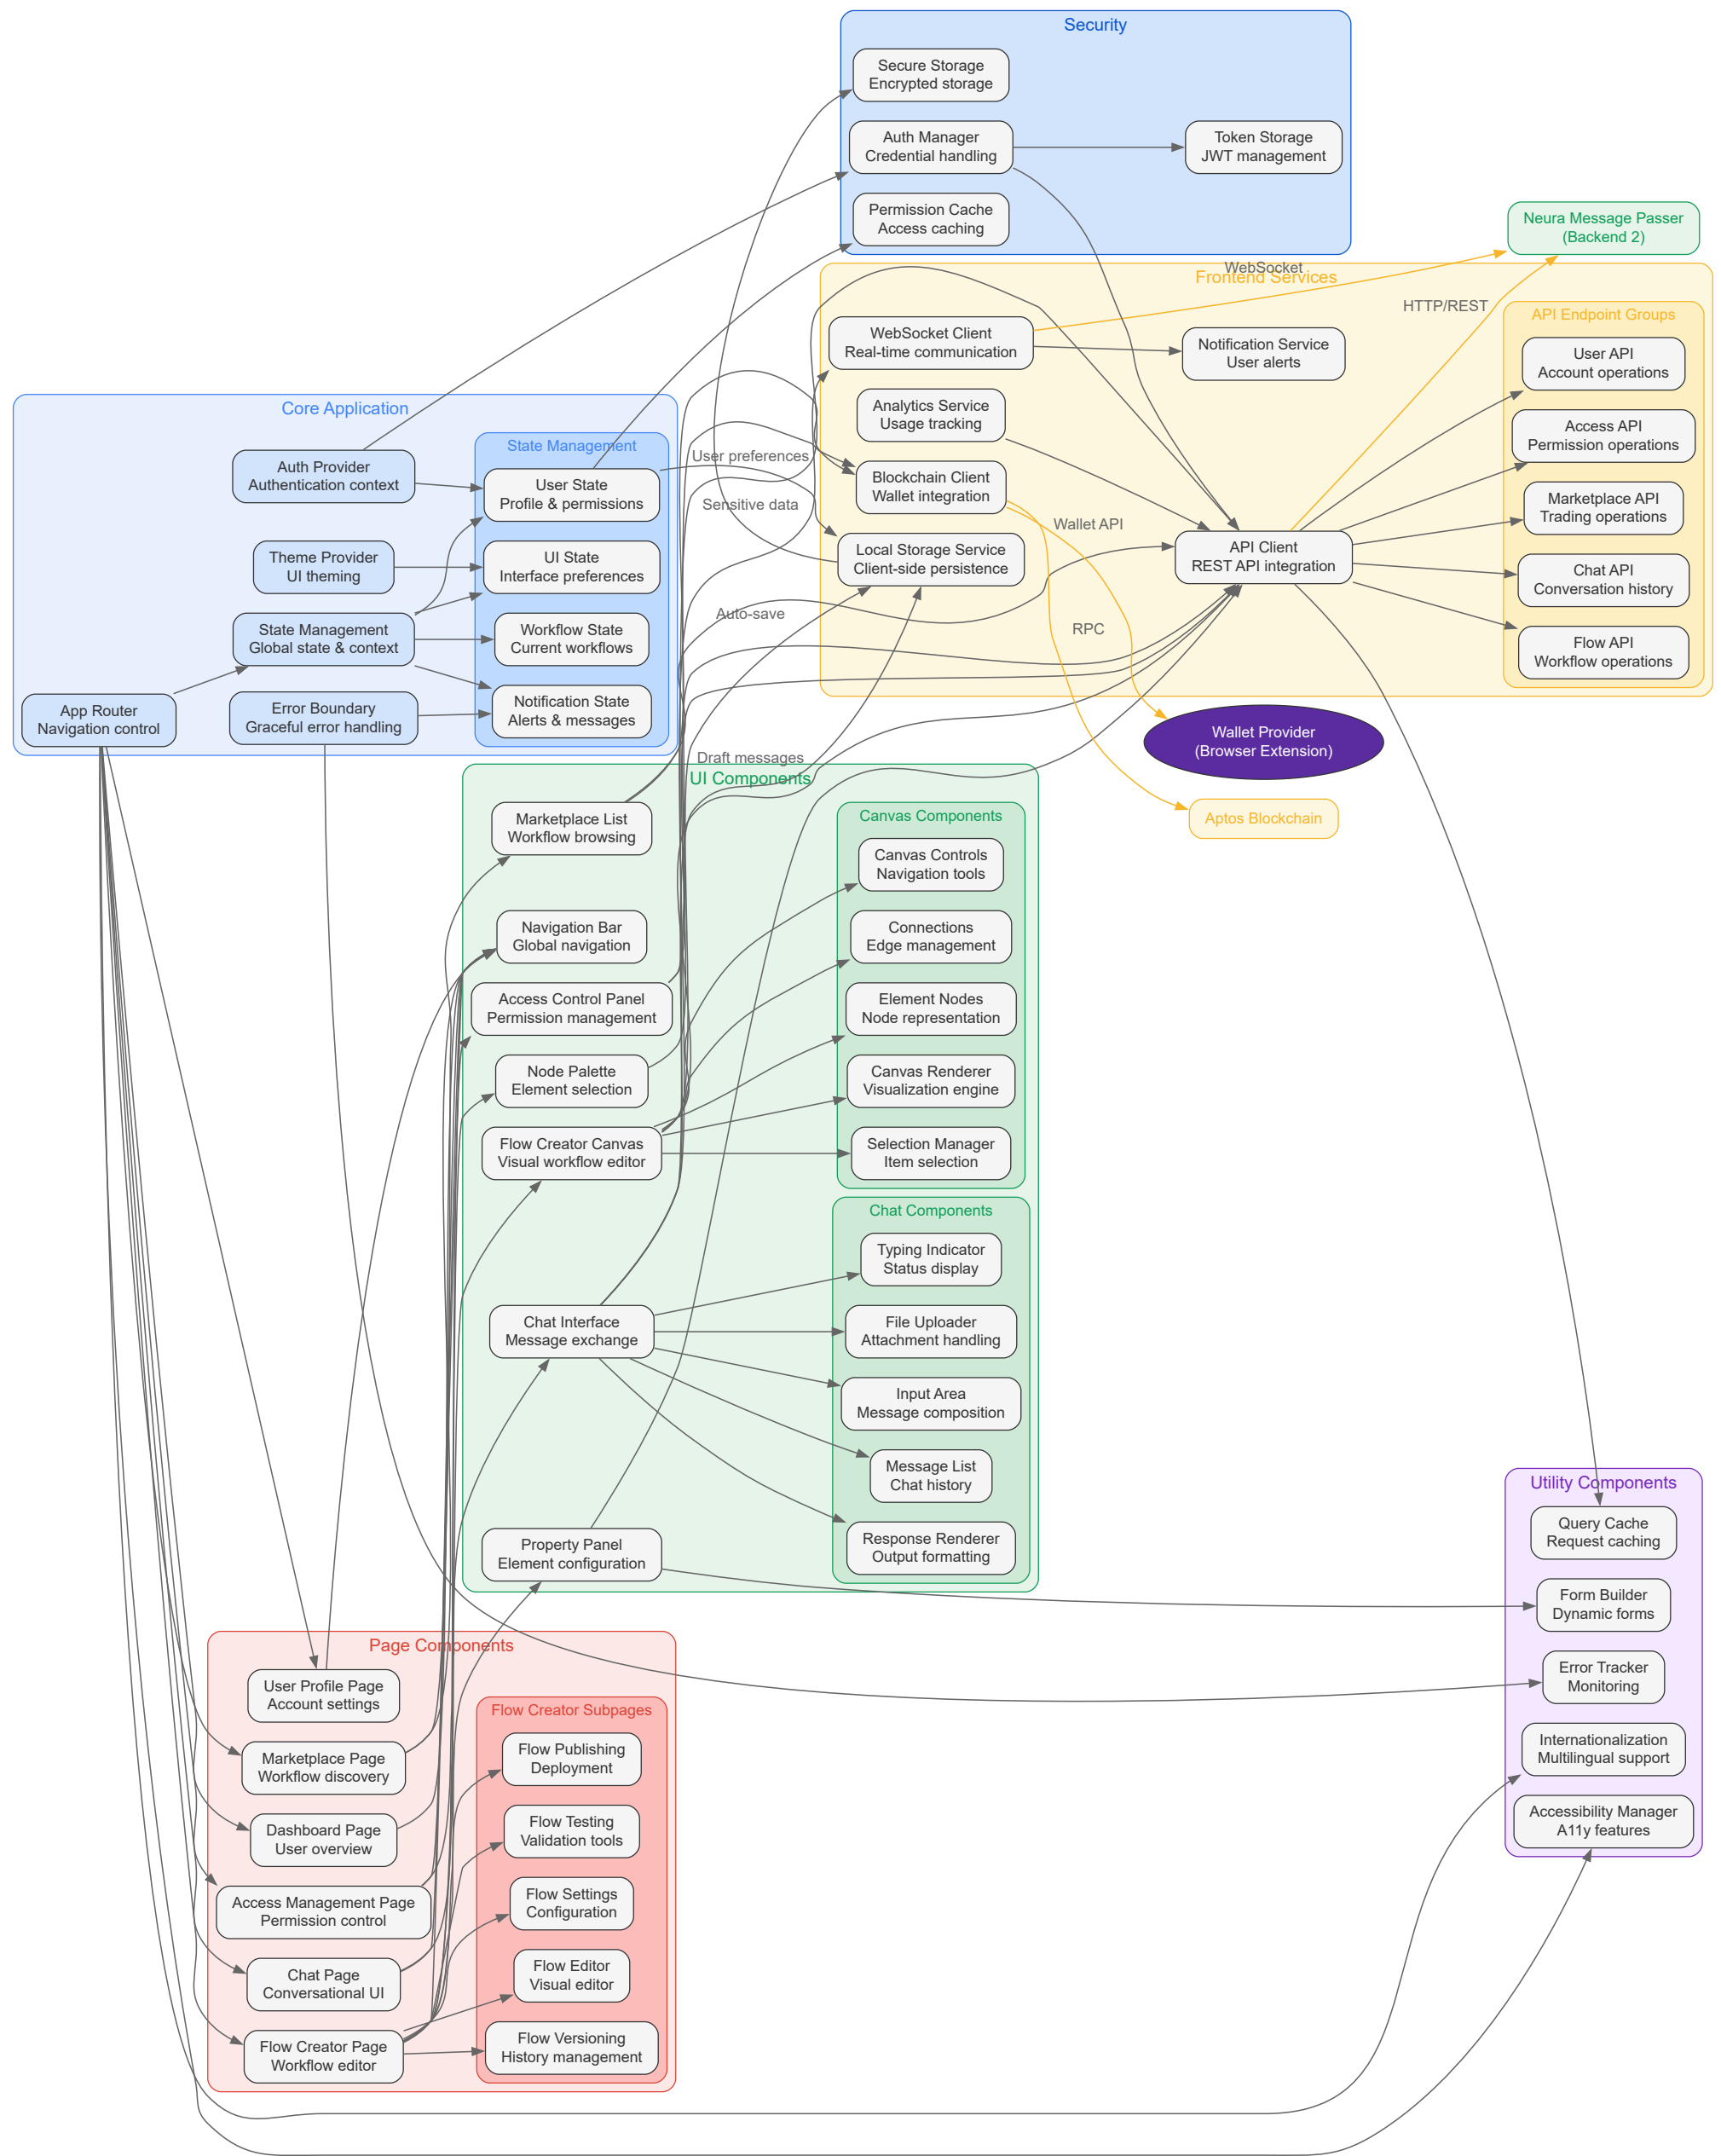 Security
Secure Storage
Encrypted storage
Auth Manager
Credential handling
Token Storage
JWT management
Permission Cache
Access caching
Neura Message Passer
(Backend 2)
Frontend Services
WebSocket
HTTP/REST
WebSocket Client
Real-time communication
Notification Service
User alerts
Analytics Service
Usage tracking
Blockchain Client
Wallet integration
Local Storage Service
Client-side persistence
API Client
REST API integration
Wallet API
RPC
API Endpoint Groups
User API
Account operations
Access API
Permission operations
Marketplace API
Trading operations
Chat API
Conversation history
Flow API
Workflow operations
Wallet Provider
(Browser Extension)
Aptos Blockchain
User preferences
Sensitive data
Auto-save
Draft messages
Core Application
Auth Provider
Authentication context
Theme Provider
UI theming
State Management
Global state & context
App Router
Navigation control
Error Boundary
Graceful error handling
State Management
User State
Profile & permissions
UI State
Interface preferences
Workflow State
Current workflows
Notification State
Alerts & messages
UI Components
Marketplace List
Workflow browsing
Navigation Bar
Global navigation
Access Control Panel
Permission management
Node Palette
Element selection
Flow Creator Canvas
Visual workflow editor
Chat Interface
Message exchange
Property Panel
Element configuration
Canvas Components
Canvas Controls
Navigation tools
Connections
Edge management
Element Nodes
Node representation
Canvas Renderer
Visualization engine
Selection Manager
Item selection
Chat Components
Typing Indicator
Status display
File Uploader
Attachment handling
Input Area
Message composition
Message List
Chat history
Response Renderer
Output formatting
Utility Components
Query Cache
Request caching
Form Builder
Dynamic forms
Error Tracker
Monitoring
Internationalization
Multilingual support
Accessibility Manager
A11y features
Page Components
User Profile Page
Account settings
Marketplace Page
Workflow discovery
Dashboard Page
User overview
Access Management Page
Permission control
Chat Page
Conversational UI
Flow Creator Page
Workflow editor
Flow Creator Subpages
Flow Publishing
Deployment
Flow Testing
Validation tools
Flow Settings
Configuration
Flow Editor
Visual editor
Flow Versioning
History management